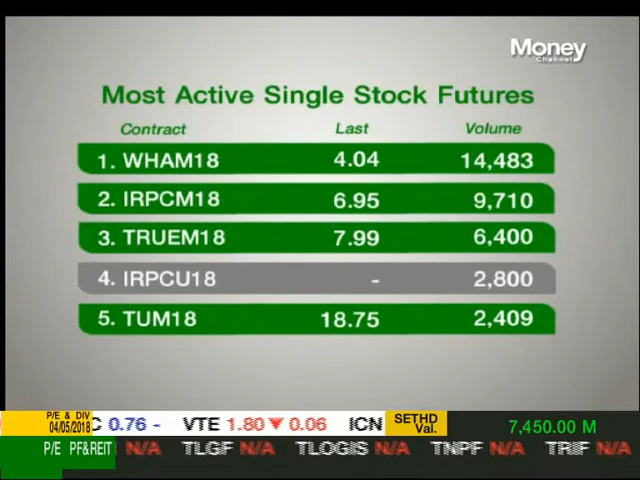 Money
Channel
Most Active Single Stock Futures
Contract Last Volume
1. WHAM18 4.04 14,483
2. IRPCM18 6.95 9,710
3. TRUEM18 7.99 6,400
4. IRPCU18 - 2,800
5. TUM18 18.75 2,409
P/E & DIV
04/05/2018
C 0.76 - VTE 1.80 ▼ 0.06 ICN
SETHD
Val.
7,450.00 M
P/E PF&REIT N/A TLGF N/A TLOGIS N/A TNPF N/A TRIF N/A